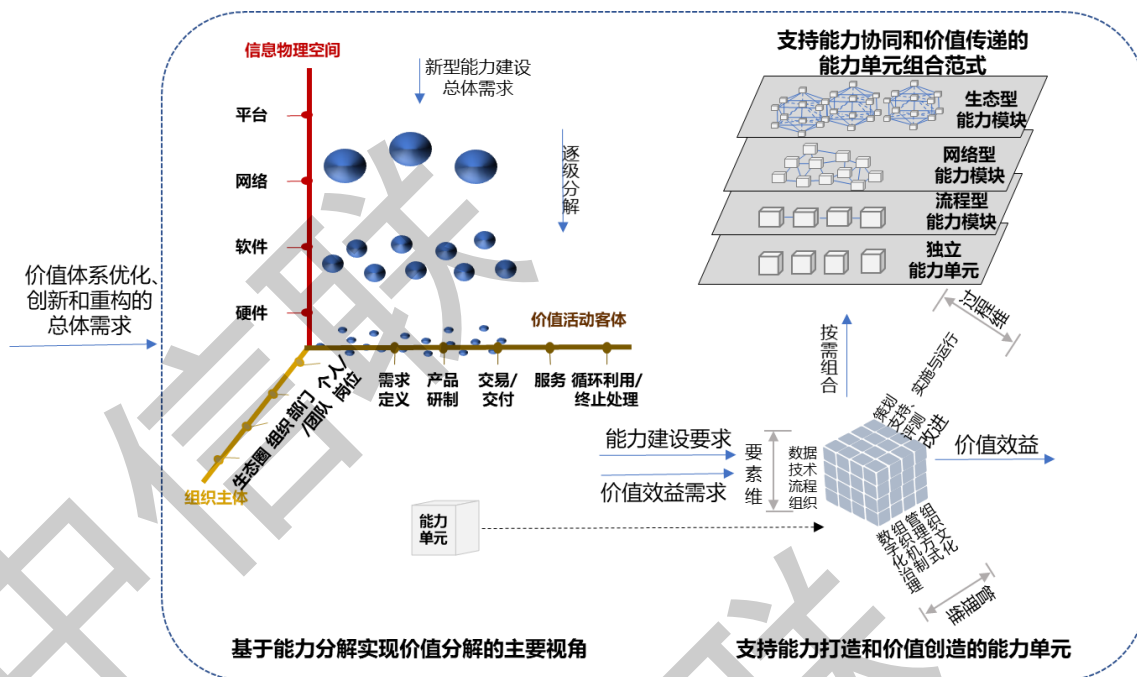 信息物理空间
平台
网络
软件
硬件
新型能力建设
总体需求
逐级分解
价值体系优化、
创新和重构的
总体需求
价值活动客体
需求
定义
产品
研制
交易/
交付
服务
循环利用/
终止处理
个人/
岗位
部门
/团队
组织
生态圈
组织主体
能力
单元
基于能力分解实现价值分解的主要视角
支持能力协同和价值传递的
能力单元组合范式
生态型
能力模块
网络型
能力模块
流程型
能力模块
独立
能力单元
按需组合
过程维
策划
支持、实施与运行
评测
改进
能力建设要求
价值效益需求
要素维
数据
技术
流程
组织
价值效益
数字化治理
组织机制
管理方式
组织文化
管理维
支持能力打造和价值创造的能力单元
中信联
联